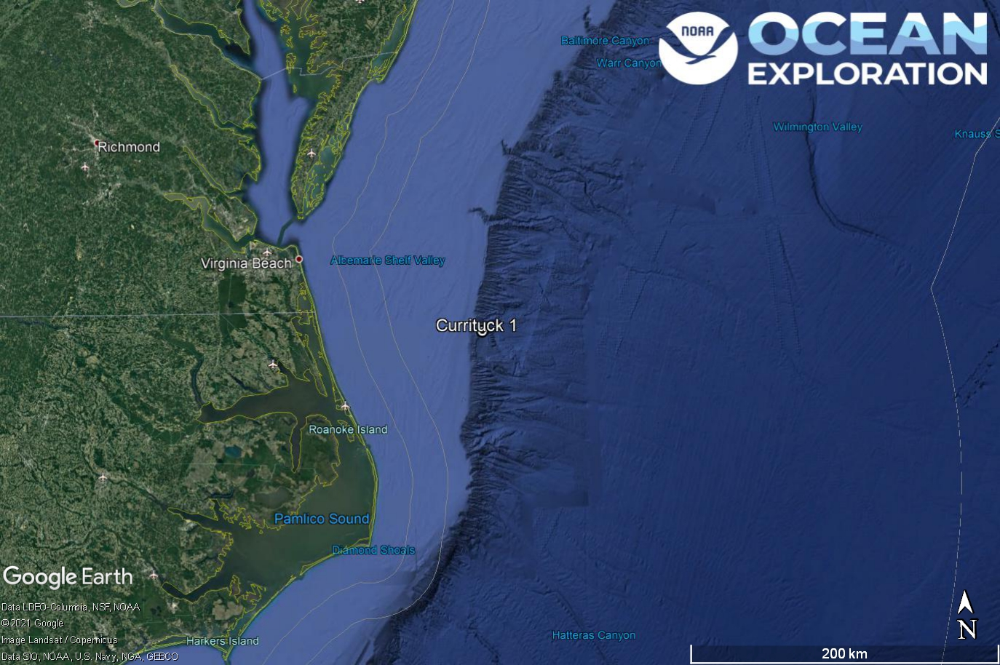 NOAA
OCEAN
EXPLORATION
Baltimore Canyon
Warr Canyon
Wilmington Valley
Knauss S
Richmond
Virginia Beach
Albemarle Shelf Valley
Currituck 1
Roanoke Island
Pamlico Sound
Diamond Shoals
Google Earth
Data LDEO-Columbia, NSF, NOAA
© 2021 Google
Image Landsat / Copernicus
Data SIO, NOAA, U.S. Navy, NGA, GEBCO
Harkers Island
Hatteras Canyon
N
200 km